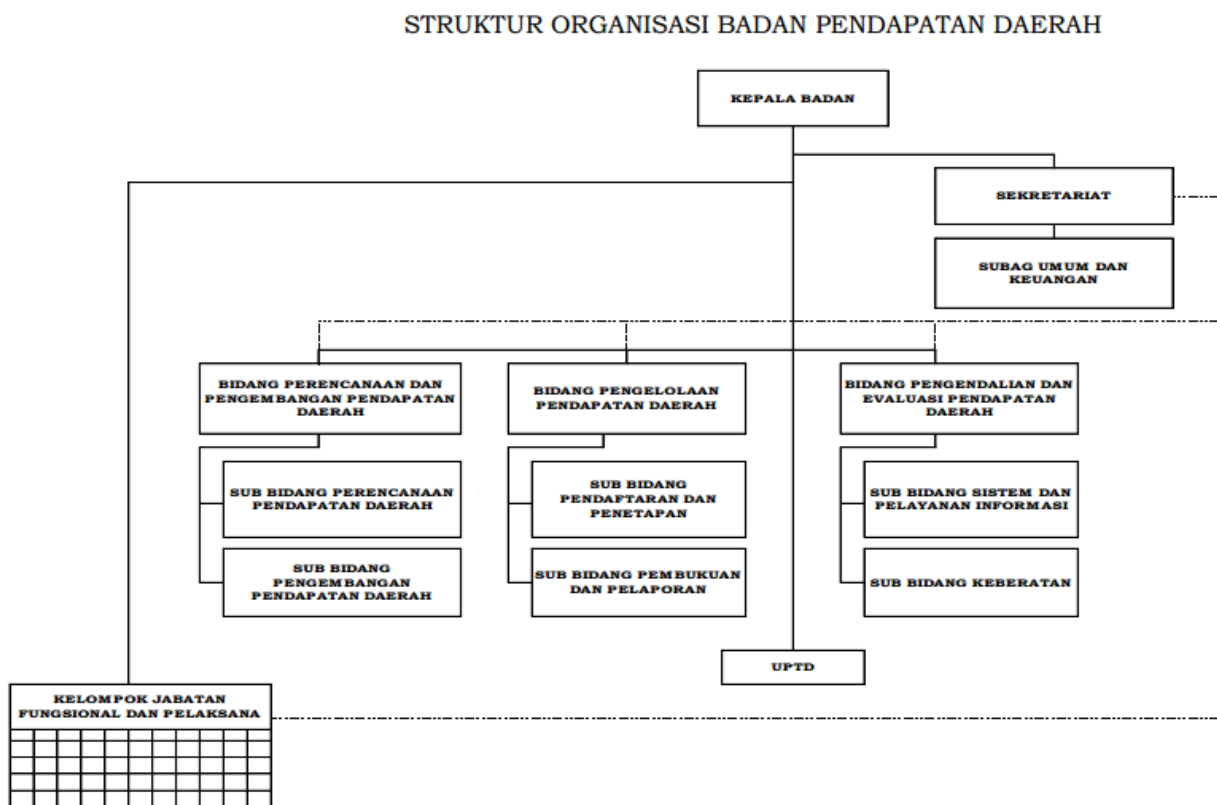 STRUKTUR ORGANISASI BADAN PENDAPATAN DAERAH
KEPALA BADAN
SEKRETARIAT
SUBAG UMUM DAN
KEUANGAN
BIDANG PERENCANAAN DAN
PENGEMBANGAN PENDAPATAN
DAERAH
SUB BIDANG PERENCANAAN
PENDAPATAN DAERAH
SUB BIDANG
PENGEMBANGAN
PENDAPATAN DAERAH
BIDANG PENGELOLAAN
PENDAPATAN DAERAH
SUB BIDANG
PENDAFTARAN DAN
PENETAPAN
SUB BIDANG PEMBUKUAN
DAN PELAPORAN
BIDANG PENGENDALIAN DAN
EVALUASI PENDAPATAN
DAERAH
SUB BIDANG SISTEM DAN
PELAYANAN INFORMASI
SUB BIDANG KEBERATAN
UPTD
KELOMPOK JABATAN
FUNGSIONAL DAN PELAKSANA